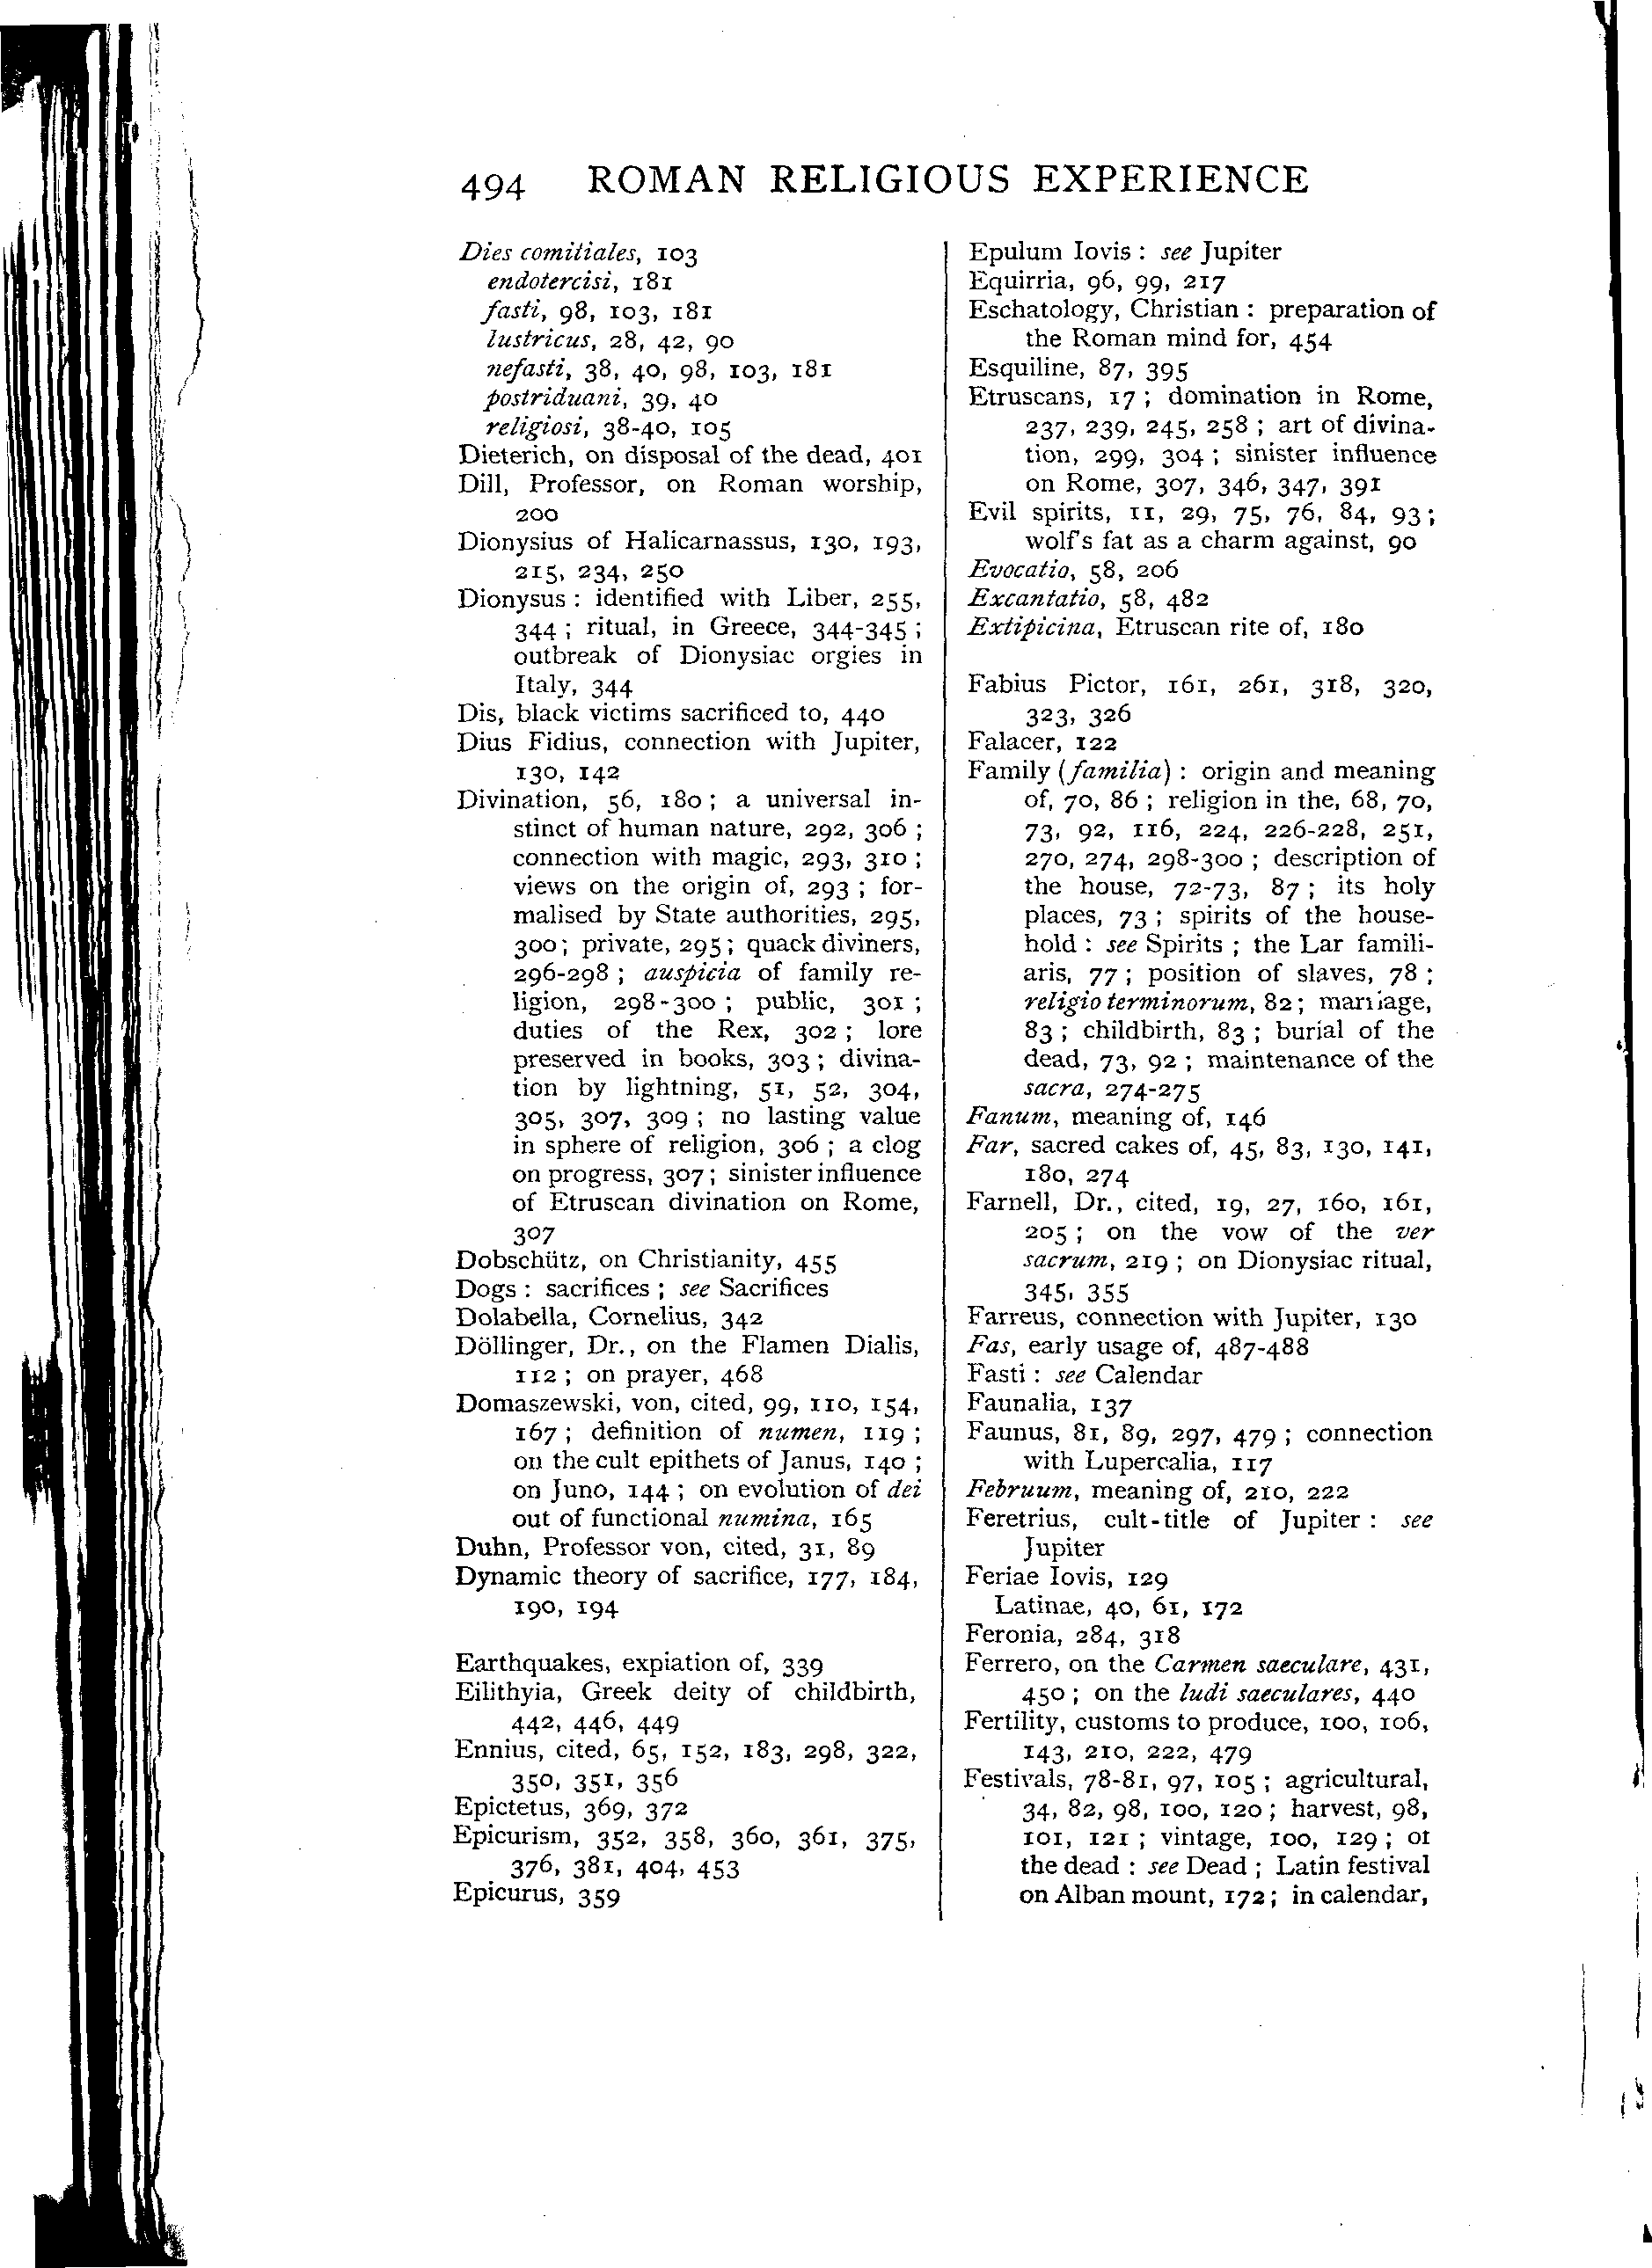 494 ROMAN RELIGIOUS EXPERIENCE
Dies comitiales, 103
endotercisi, 181
fasti, 98, 103, 181
lustricus, 28, 42, 90
nefasti, 38, 40, 98, 103, 181
postriduani, 39, 40
religiosi, 38-40, 105
Dieterich, on disposal of the dead, 401
Dill, Professor, on Roman worship,
200
Dionysius of Halicarnassus, 130, 193,
215, 234, 250
Dionysus : identified with Liber, 255,
344 ; ritual, in Greece, 344-345 ;
outbreak of Dionysiac orgies in
Italy, 344
Dis, black victims sacrificed to, 440
Dius Fidius, connection with Jupiter,
130, 142
Divination, 56, 180 ; a universal in-
stinct of human nature, 292, 306 ;
connection with magic, 293, 310 ;
views on the origin of, 293 ; for-
malised by State authorities, 295,
300 ; private, 295 ; quack diviners,
296-298 ; auspicia of family re-
ligion, 298-300 ; public, 301 ;
duties of the Rex, 302 ; lore
preserved in books, 303 ; divina-
tion by lightning, 51, 52, 304,
305, 307, 309 ; no lasting value
in sphere of religion, 306 ; a clog
on progress, 307 ; sinister influence
of Etruscan divination on Rome,
307
Dobschütz, on Christianity, 455
Dogs : sacrifices ; see Sacrifices
Dolabella, Cornelius, 342
Döllinger, Dr., on the Flamen Dialis,
112 ; on prayer, 468
Domaszewski, von, cited, 99, 110, 154,
167 ; definition of numen, 119 ;
on the cult epithets of Janus, 140 ;
on Juno, 144 ; on evolution of dei
out of functional numina, 165
Duhn, Professor von, cited, 31, 89
Dynamic theory of sacrifice, 177, 184,
190, 194
Earthquakes, expiation of, 339
Eilithyia, Greek deity of childbirth,
442, 446, 449
Ennius, cited, 65, 152, 183, 298, 322,
350, 351, 356
Epictetus, 369, 372
Epicurism, 352, 358, 360, 361, 375,
376, 381, 404, 453
Epicurus, 359
Epulum Iovis : see Jupiter
Equirria, 96, 99, 217
Eschatology, Christian : preparation of
the Roman mind for, 454
Esquiline, 87, 395
Etruscans, 17 ; domination in Rome,
237, 239, 245, 258 ; art of divina-
tion, 299, 304 ; sinister influence
on Rome, 307, 346, 347, 391
Evil spirits, 11, 29, 75, 76, 84, 93 ;
wolf's fat as a charm against, 90
Evocatio, 58, 206
Excantatio, 58, 482
Extipicina, Etruscan rite of, 180
Fabius Pictor, 161, 261, 318, 320,
323, 326
Falacer, 122
Family (familia) : origin and meaning
of, 70, 86 ; religion in the, 68, 70,
73, 92, 116, 224, 226-228, 251,
270, 274, 298-300 ; description of
the house, 72-73, 87 ; its holy
places, 73 ; spirits of the house-
hold : see Spirits ; the Lar famili-
aris, 77 ; position of slaves, 78 ;
religio terminorum, 82 ; marriage,
83 ; childbirth, 83 ; burial of the
dead, 73, 92 ; maintenance of the
sacra, 274-275
Fanum, meaning of, 146
Far, sacred cakes of, 45, 83, 130, 141,
180, 274
Farnell, Dr., cited, 19, 27, 160, 161,
205 ; on the vow of the ver
sacrum, 219 ; on Dionysiac ritual,
345, 355
Farreus, connection with Jupiter, 130
Fas, early usage of, 487-488
Fasti : see Calendar
Faunalia, 137
Faunus, 81, 89, 297, 479 ; connection
with Lupercalia, 117
Februum, meaning of, 210, 222
Feretrius, cult-title of Jupiter : see
Jupiter
Feriae Iovis, 129
Latinae, 40, 61, 172
Feronia, 284, 318
Ferrero, on the Carmen saeculare, 431,
450 ; on the ludi saeculares, 440
Fertility, customs to produce, 100, 106,
143, 210, 222, 479
Festivals, 78-81, 97, 105 ; agricultural,
34, 82, 98, 100, 120 ; harvest, 98,
101, 121 ; vintage, 100, 129 ; of
the dead : see Dead ; Latin festival
on Alban mount, 172 ; in calendar,